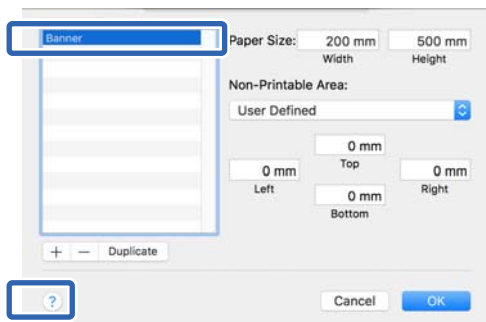 Banner
Paper Size: 200 mm 500 mm
Width Height
Non-Printable Area:
User Defined
0 mm
Top
0 mm 0 mm
Left Right
0 mm
Bottom
+ − Duplicate
? Cancel OK